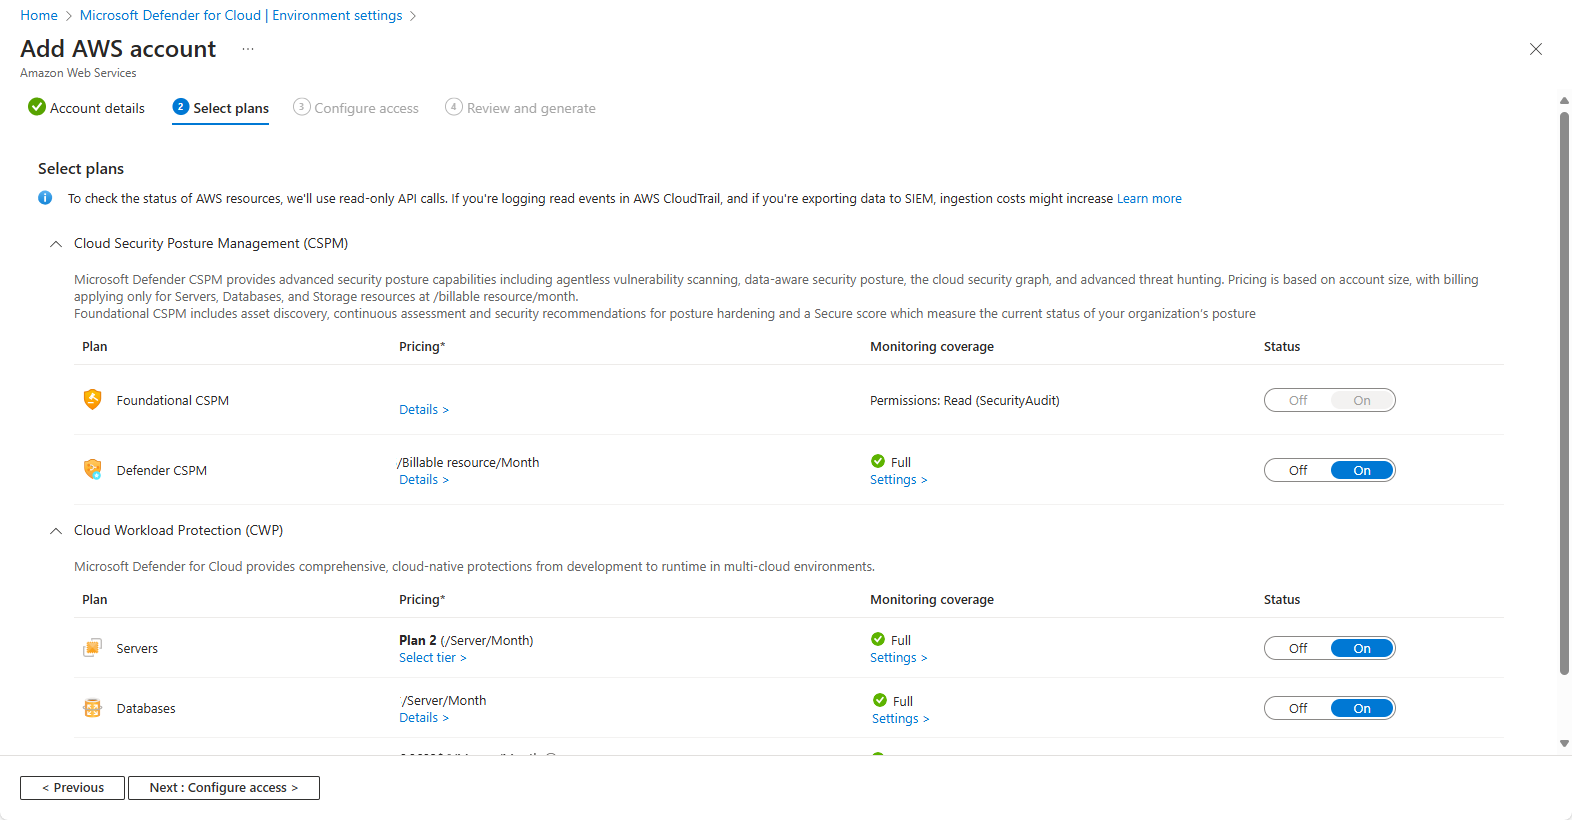 Home > Microsoft Defender for Cloud | Environment settings >
Add AWS account ...
Amazon Web Services
Account details 2 Select plans 3 Configure access 4 Review and generate
Select plans
To check the status of AWS resources, we'll use read-only API calls. If you're logging read events in AWS CloudTrail, and if you're exporting data to SIEM, ingestion costs might increase Learn more
Cloud Security Posture Management (CSPM)
Microsoft Defender CSPM provides advanced security posture capabilities including agentless vulnerability scanning, data-aware security posture, the cloud security graph, and advanced threat hunting. Pricing is based on account size, with billing
applying only for Servers, Databases, and Storage resources at /billable resource/month.
Foundational CSPM includes asset discovery, continuous assessment and security recommendations for posture hardening and a Secure score which measure the current status of your organization's posture
Plan Pricing* Monitoring coverage Status
Foundational CSPM Permissions: Read (SecurityAudit) Off On
Details >
/Billable resource/Month Full
Defender CSPM Off On
Details > Settings >
Cloud Workload Protection (CWP)
Microsoft Defender for Cloud provides comprehensive, cloud-native protections from development to runtime in multi-cloud environments.
Plan Pricing* Monitoring coverage Status
Plan 2 (/Server/Month) Full
Servers Off On
Select tier > Settings >
/Server/Month Full
Databases Off On
Details > Settings >
< Previous Next : Configure access >